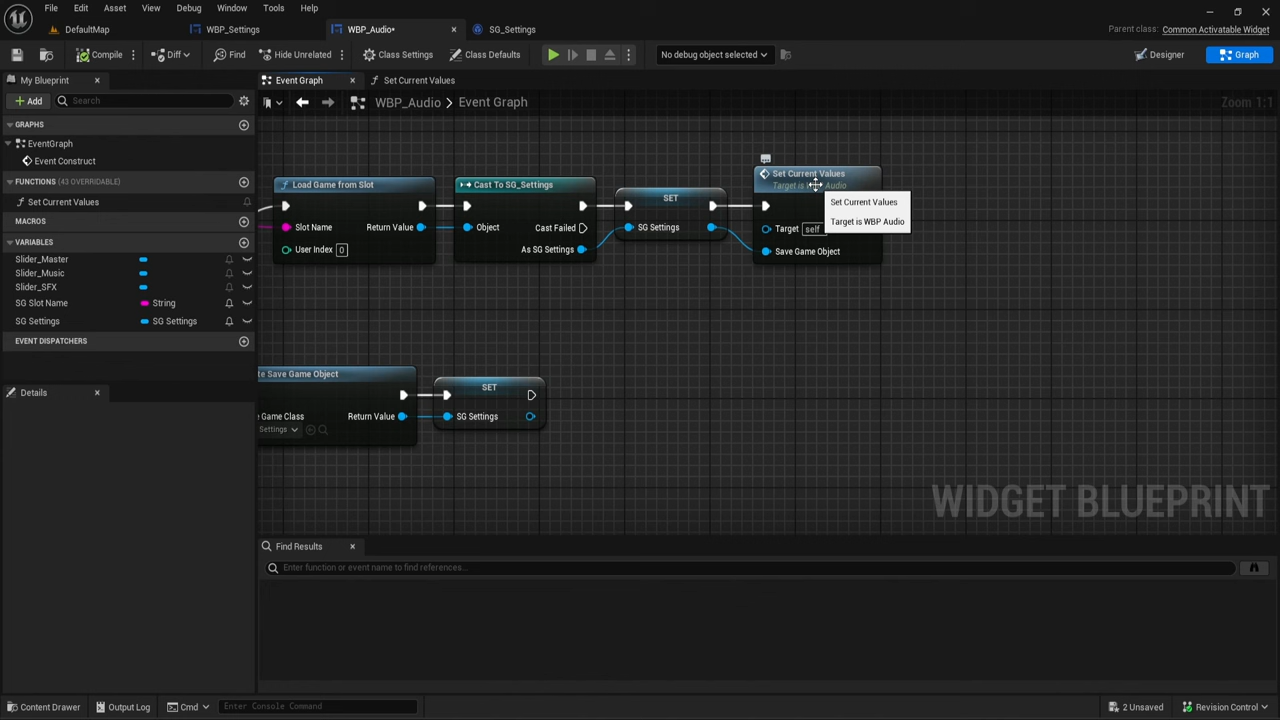 File Edit Asset View Debug Window Tools Help
DefaultMap WBP_Settings WBP_Audio• SG_Settings Parent class: Common Activatable Widget
Compile Diff Find Hide Unrelated Class Settings Class Defaults No debug object selected Designer Graph
My Blueprint Event Graph Set Current Values
Add Search WBP_Audio > Event Graph Zoom 1:1
GRAPHS
EventGraph
Event Construct
FUNCTIONS (43 OVERRIDABLE)
Set Current Values
MACROS
VARIABLES
Slider_Master
Slider_Music
Slider_SFX
SG Slot Name String
SG Settings SG Settings
EVENT DISPATCHERS
Details
Load Game from Slot
Slot Name Return Value
User Index 0
Cast To SG_Settings
Object Cast Failed
As SG Settings
SET
SG Settings
Set Current Values
Target self
Save Game Object
Set Current Values
Target is WBP Audio
te Save Game Object
e Game Class Return Value
Settings
SET
SG Settings
WIDGET BLUEPRINT
Find Results
Enter function or event name to find references...
Content Drawer Output Log Cmd Enter Console Command 2 Unsaved Revision Control